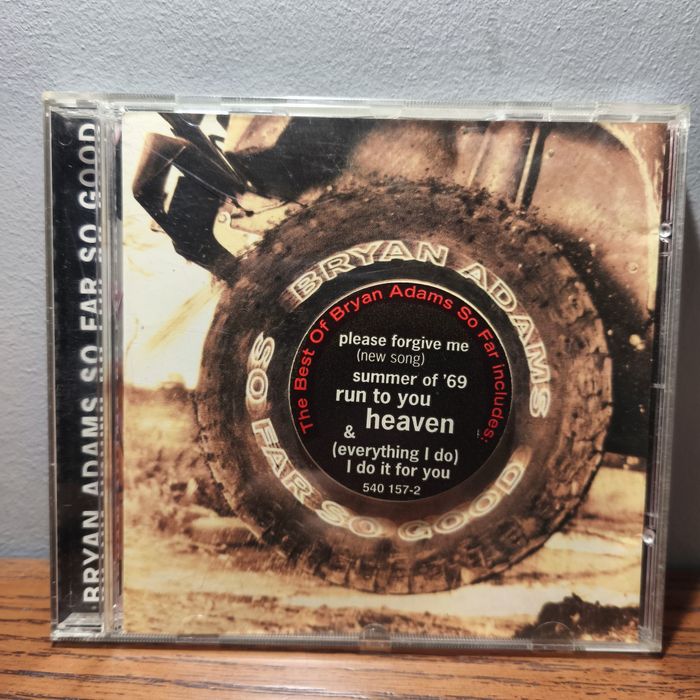 BRYAN ADAMS SO FAR SO GOOD
BRYAN ADAMS
SO FAR SO GOOD
The Best Of Bryan Adams So Far includes:
please forgive me
(new song)
summer of '69
run to you
heaven
&
(everything I do)
I do it for you
540 157-2